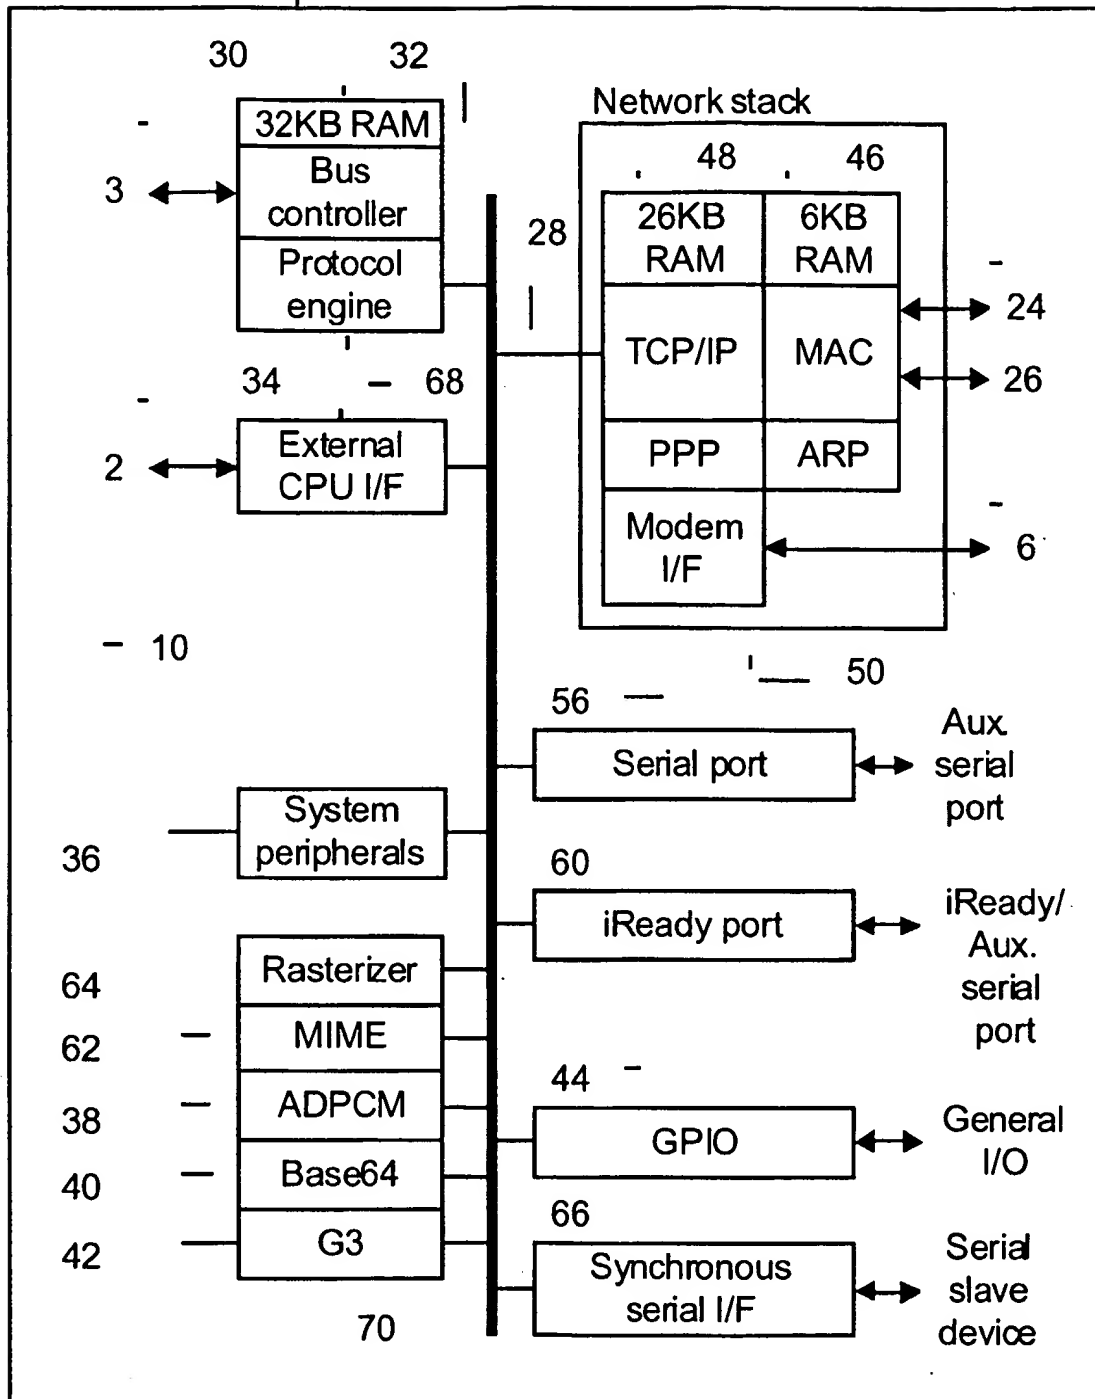 30
32
32KB RAM
Bus
controller
Protocol
engine
3
Network stack
48
46
26KB
RAM
6KB
RAM
28
TCP/IP
MAC
24
26
34
68
External
CPU I/F
2
PPP
ARP
Modem
I/F
6
10
50
56
Serial port
Aux.
serial
port
System
peripherals
36
60
iReady port
iReady/
Aux.
serial
port
Rasterizer
64
MIME
62
ADPCM
38
Base64
40
G3
42
44
GPIO
General
I/O
66
Synchronous
serial I/F
Serial
slave
device
70